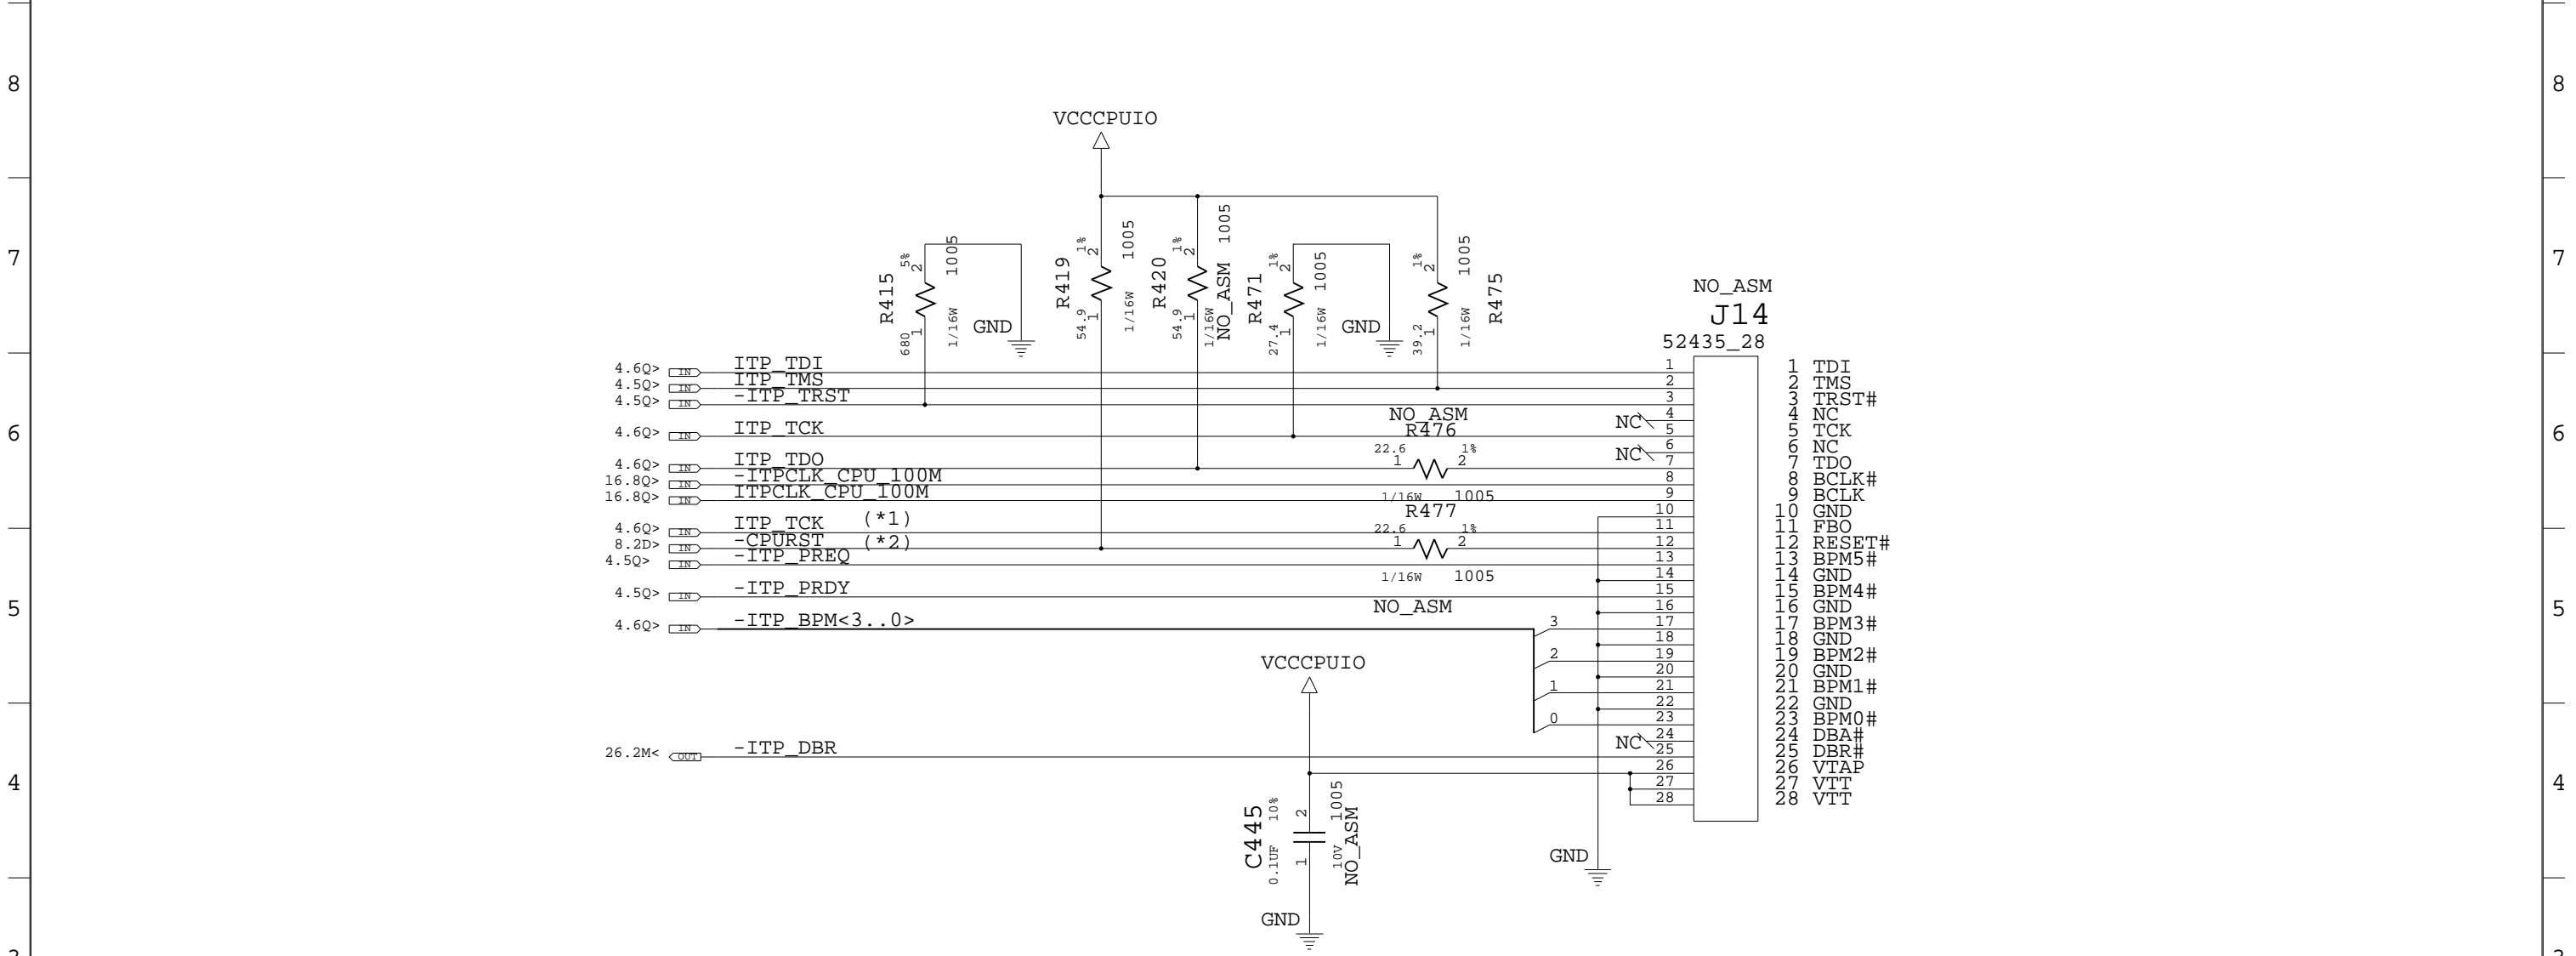 8
8
VCCCPUIO
7
7
R415
680
5%
1
2
1/16W
1005
GND
R419
54.9
1%
1
2
1/16W
1005
R420
54.9
1%
1
2
1/16W
NO_ASM
1005
R471
27.4
1%
1
2
1/16W
1005
GND
39.2
1%
1
2
1/16W
1005
R475
NO_ASM
J14
52435_28
4.6Q> IN ITP_TDI 1 1 TDI
4.5Q> IN ITP_TMS 2 2 TMS
4.5Q> IN -ITP_TRST 3 3 TRST#
NO_ASM NC 4 4 NC
6
4.6Q> IN ITP_TCK R476 5 5 TCK
6
22.6 1% NC 6 6 NC
4.6Q> IN ITP_TDO 1 2 7 7 TDO
16.8Q> IN -ITPCLK_CPU_100M 8 8 BCLK#
16.8Q> IN ITPCLK_CPU_100M 1/16W 1005 9 9 BCLK
R477 10 10 GND
4.6Q> IN ITP_TCK (*1) 22.6 1% 11 11 FBO
8.2D> IN -CPURST (*2) 1 2 12 12 RESET#
4.5Q> IN -ITP_PREQ 13 13 BPM5#
1/16W 1005 14 14 GND
4.5Q> IN -ITP_PRDY 15 15 BPM4#
5
NO_ASM 16 16 GND
5
4.6Q> IN -ITP_BPM<3..0> 3 17 17 BPM3#
18 18 GND
VCCCPUIO 2 19 19 BPM2#
20 20 GND
1 21 21 BPM1#
22 22 GND
0 23 23 BPM0#
NC 24 24 DBA#
26.2M< OUT -ITP_DBR 25 25 DBR#
26 26 VTAP
4
27 27 VTT
4
28 28 VTT
C445
0.1UF
10%
1
2
10V
1005
NO_ASM
GND
GND